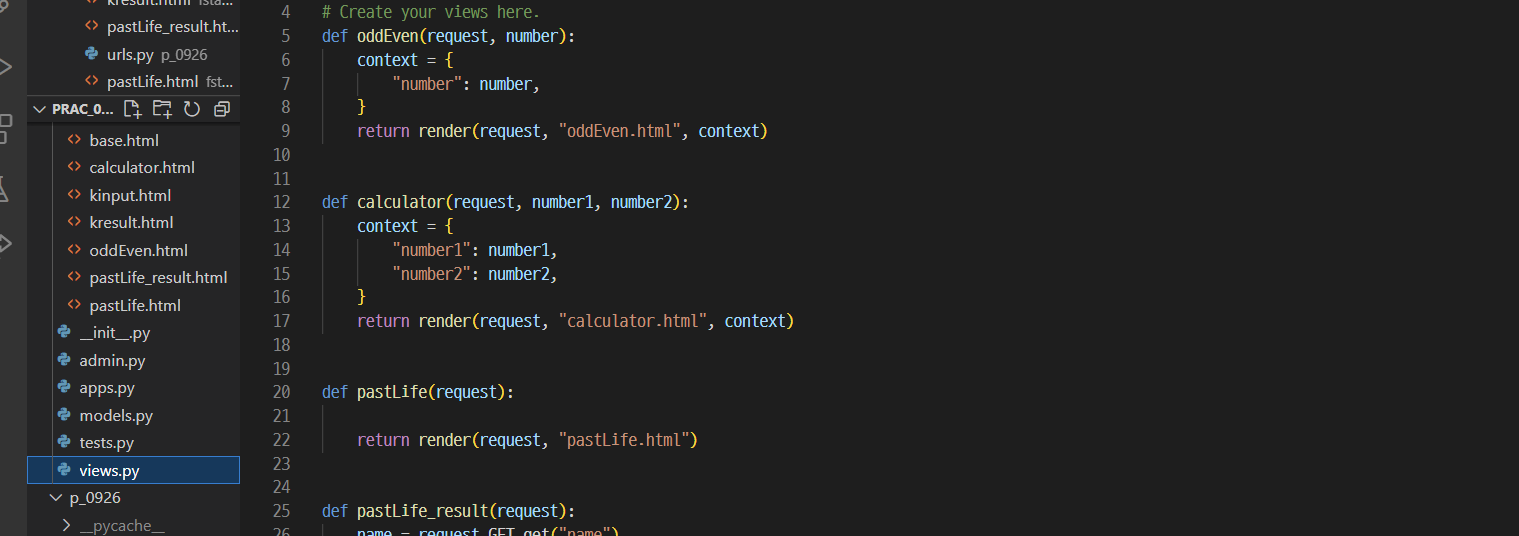 kresult.html
pastLife_result.ht...
urls.py p_0926
pastLife.html fst...
PRAC_0...
base.html
calculator.html
kinput.html
kresult.html
oddEven.html
pastLife_result.html
pastLife.html
__init__.py
admin.py
apps.py
models.py
tests.py
views.py
p_0926
__pycache__
4 # Create your views here.
5 def oddEven(request, number):
6 context = {
7 "number": number,
8 }
9 return render(request, "oddEven.html", context)
10
11
12 def calculator(request, number1, number2):
13 context = {
14 "number1": number1,
15 "number2": number2,
16 }
17 return render(request, "calculator.html", context)
18
19
20 def pastLife(request):
21
22 return render(request, "pastLife.html")
23
24
25 def pastLife_result(request):
26 name = request.GET.get("name")